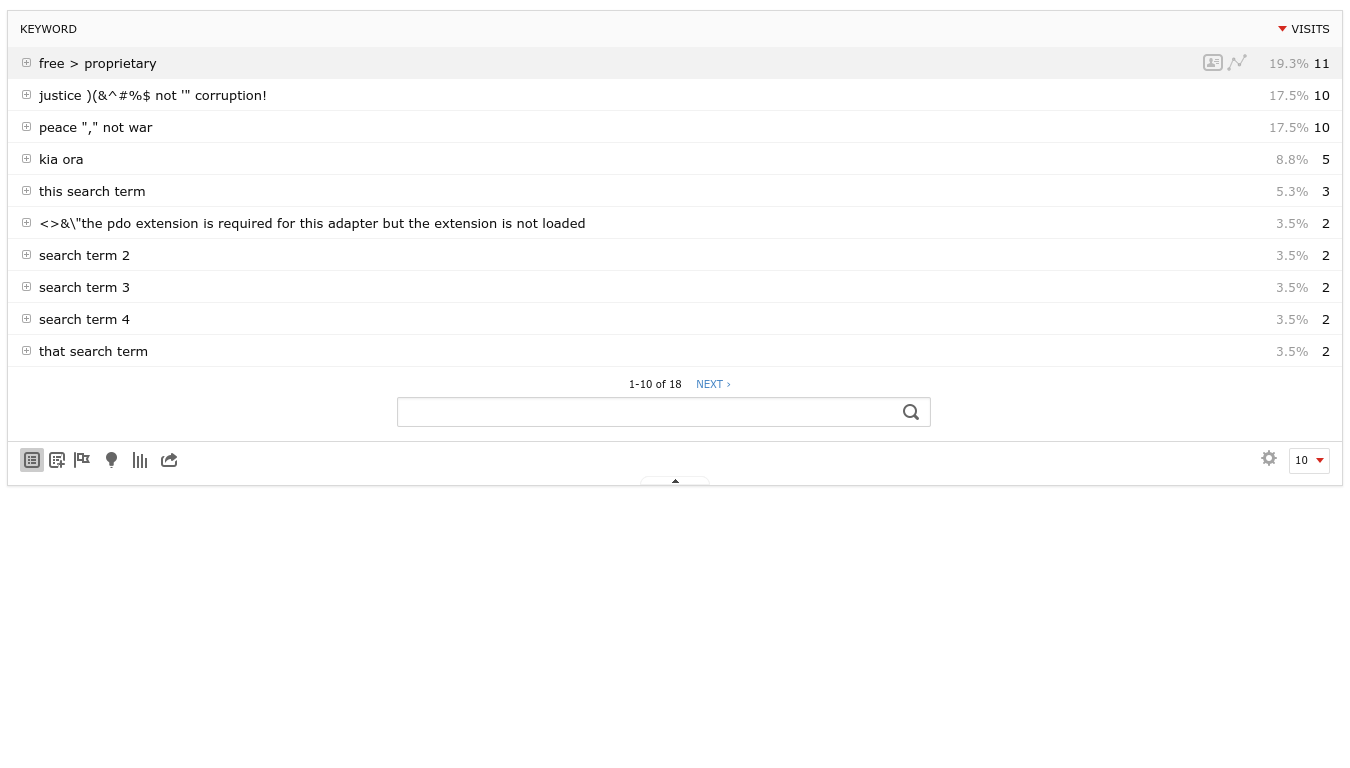 KEYWORD VISITS
free > proprietary 19.3% 11
justice )(&^#%$ not '" corruption! 17.5% 10
peace "," not war 17.5% 10
kia ora 8.8% 5
this search term 5.3% 3
<>&\"the pdo extension is required for this adapter but the extension is not loaded 3.5% 2
search term 2 3.5% 2
search term 3 3.5% 2
search term 4 3.5% 2
that search term 3.5% 2
1-10 of 18 NEXT ›
10